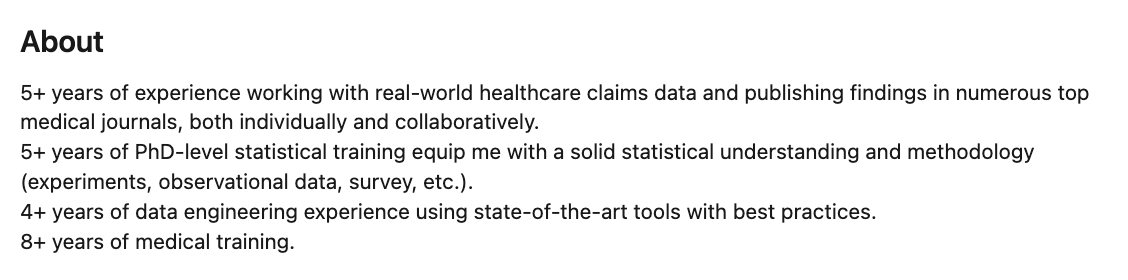 About
5+ years of experience working with real-world healthcare claims data and publishing findings in numerous top
medical journals, both individually and collaboratively.
5+ years of PhD-level statistical training equip me with a solid statistical understanding and methodology
(experiments, observational data, survey, etc.).
4+ years of data engineering experience using state-of-the-art tools with best practices.
8+ years of medical training.